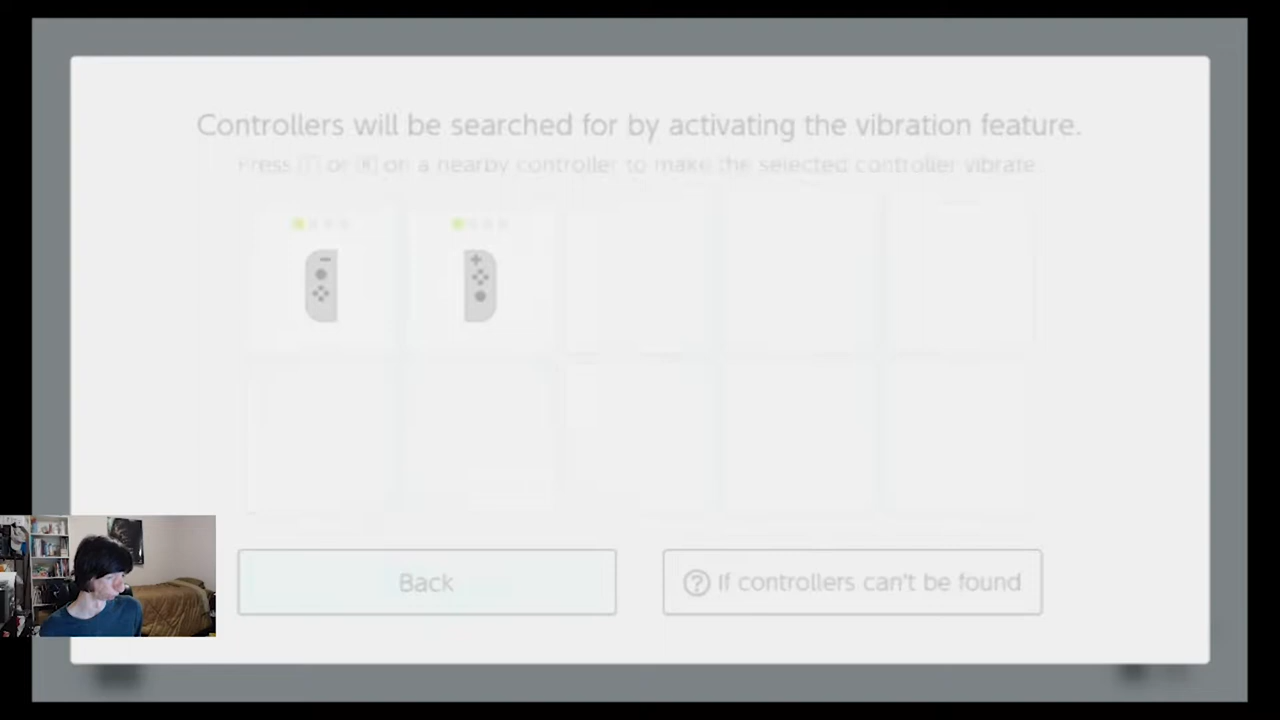 Controllers will be searched for by activating the vibration feature.
Press L or R on a nearby controller to make the selected controller vibrate.
Back
? If controllers can't be found